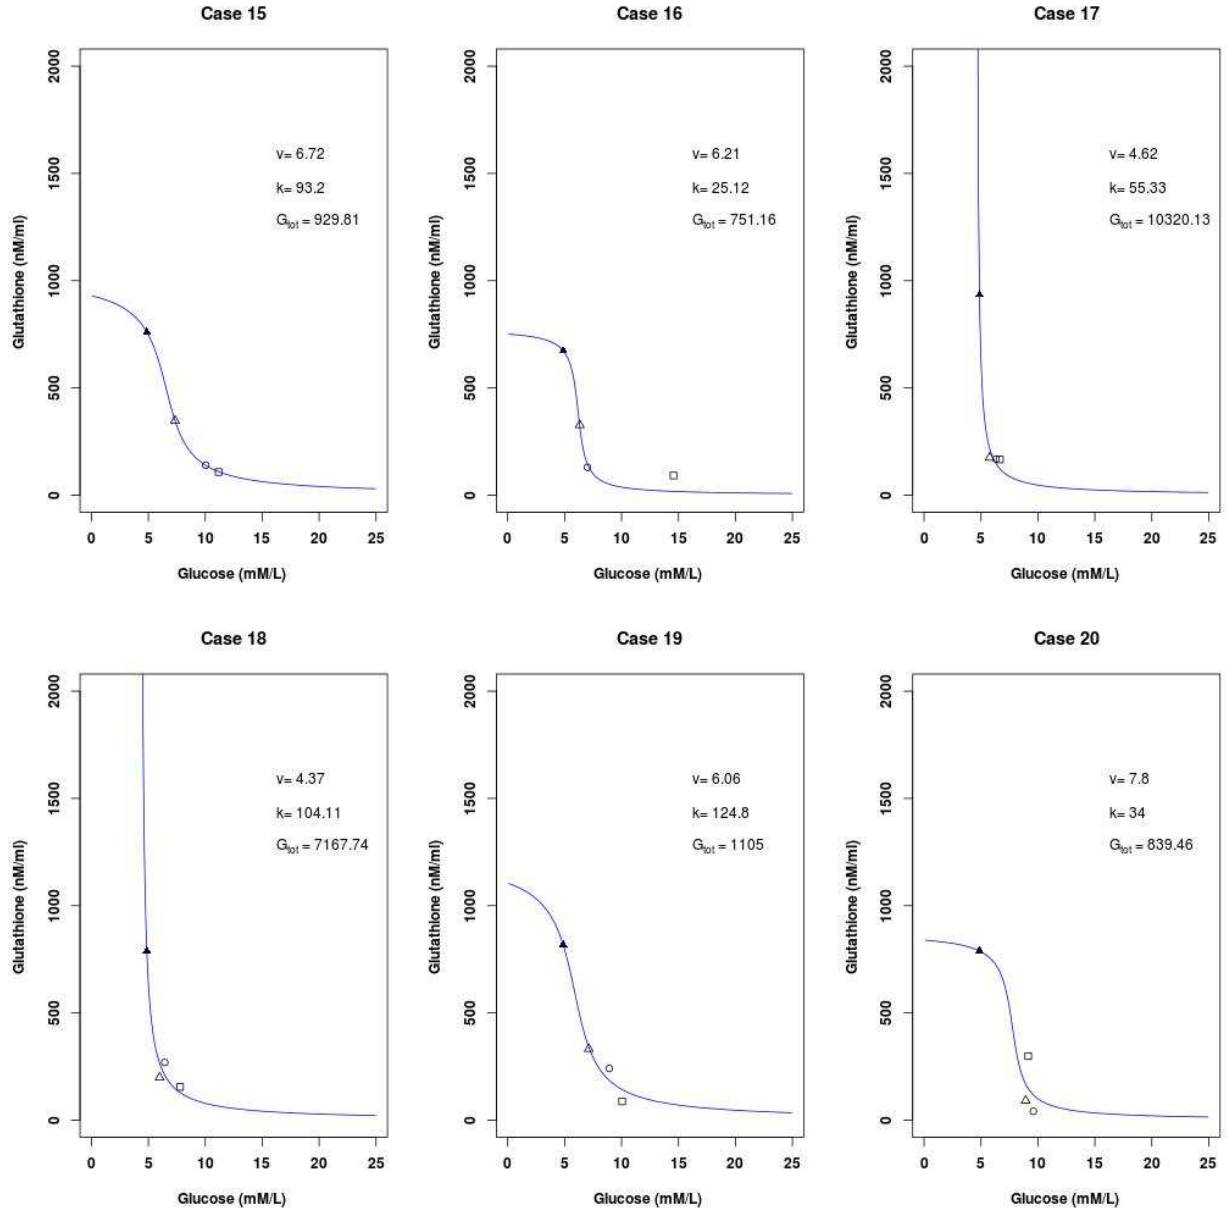 Case 15
Glutathione (nM/ml)
2000
1500
1000
500
0
v= 6.72
k= 93.2
Gtot = 929.81
0 5 10 15 20 25
Glucose (mM/L)
Case 16
Glutathione (nM/ml)
2000
1500
1000
500
0
v= 6.21
k= 25.12
Gtot = 751.16
0 5 10 15 20 25
Glucose (mM/L)
Case 17
Glutathione (nM/ml)
2000
1500
1000
500
0
v= 4.62
k= 55.33
Gtot = 10320.13
0 5 10 15 20 25
Glucose (mM/L)
Case 18
Glutathione (nM/ml)
2000
1500
1000
500
0
v= 4.37
k= 104.11
Gtot = 7167.74
0 5 10 15 20 25
Glucose (mM/L)
Case 19
Glutathione (nM/ml)
2000
1500
1000
500
0
v= 6.06
k= 124.8
Gtot = 1105
0 5 10 15 20 25
Glucose (mM/L)
Case 20
Glutathione (nM/ml)
2000
1500
1000
500
0
v= 7.8
k= 34
Gtot = 839.46
0 5 10 15 20 25
Glucose (mM/L)